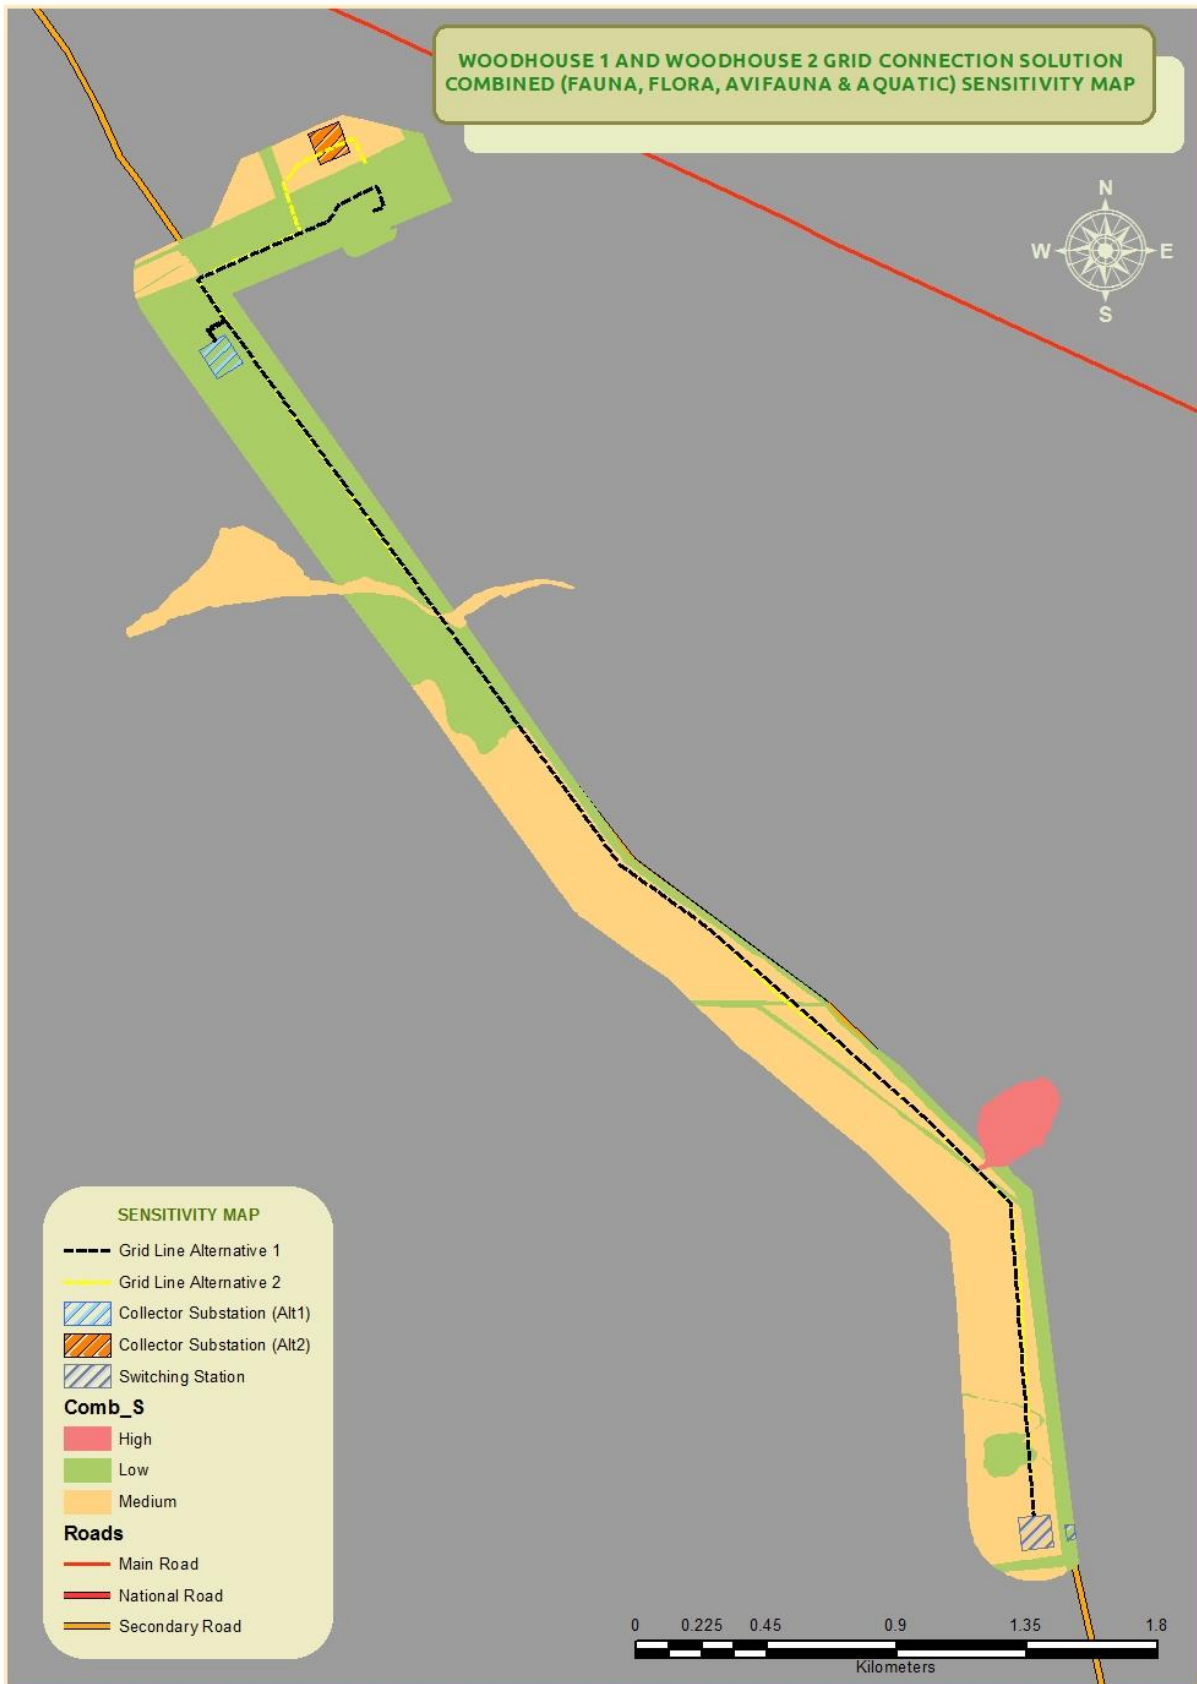 WOODHOUSE 1 AND WOODHOUSE 2 GRID CONNECTION SOLUTION
COMBINED (FAUNA, FLORA, AVIFAUNA & AQUATIC) SENSITIVITY MAP
N
W E
S
SENSITIVITY MAP
Grid Line Alternative 1
Grid Line Alternative 2
Collector Substation (Alt1)
Collector Substation (Alt2)
Switching Station
Comb_S
High
Low
Medium
Roads
Main Road
National Road
Secondary Road
0 0.225 0.45 0.9 1.35 1.8
Kilometers